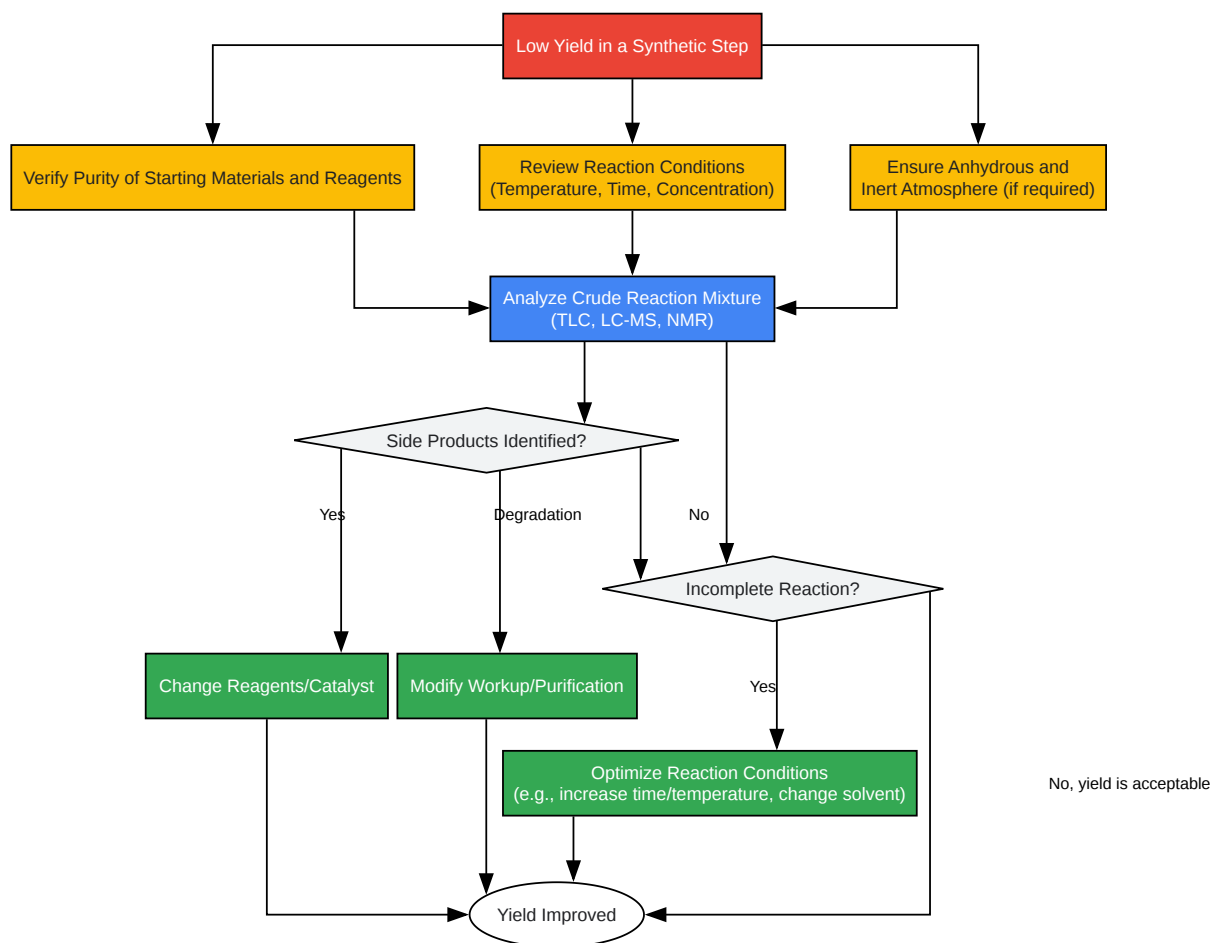 Low Yield in a Synthetic Step
Verify Purity of Starting Materials and Reagents
Review Reaction Conditions
(Temperature, Time, Concentration)
Ensure Anhydrous and
Inert Atmosphere (if required)
Analyze Crude Reaction Mixture
(TLC, LC-MS, NMR)
Side Products Identified?
Yes
Degradation
No
Incomplete Reaction?
Change Reagents/Catalyst
Modify Workup/Purification
Yes
Optimize Reaction Conditions
(e.g., increase time/temperature, change solvent)
No, yield is acceptable
Yield Improved